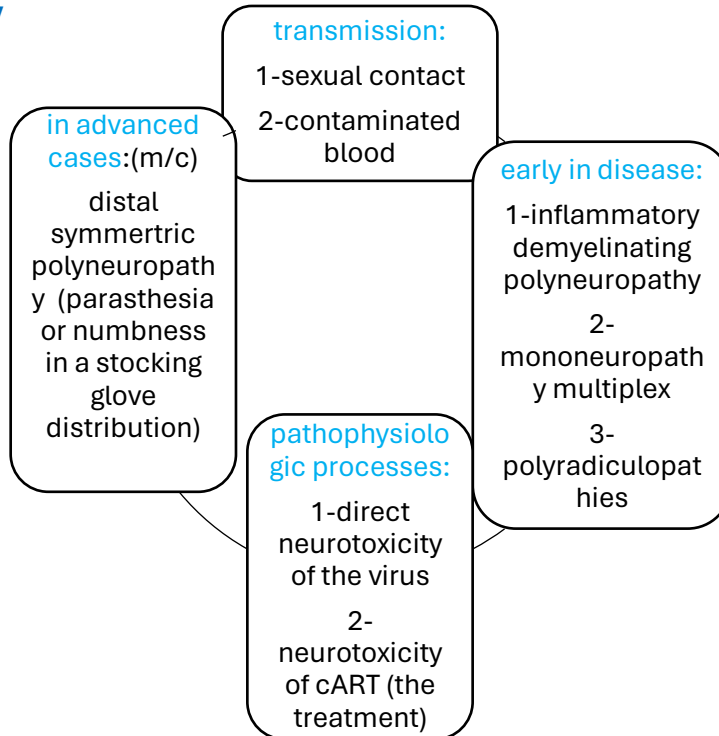 transmission:
1-sexual contact
2-contaminated
blood
early in disease:
1-inflammatory
demyelinating
polyneuropathy
2-
mononeuropath
y multiplex
3-
polyradiculopat
hies
pathophysiolo
gic processes:
1-direct
neurotoxicity
of the virus
2-
neurotoxicity
of cART (the
treatment)
in advanced
cases:(m/c)
distal
symmertric
polyneuropath
y (parasthesia
or numbness
in a stocking
glove
distribution)